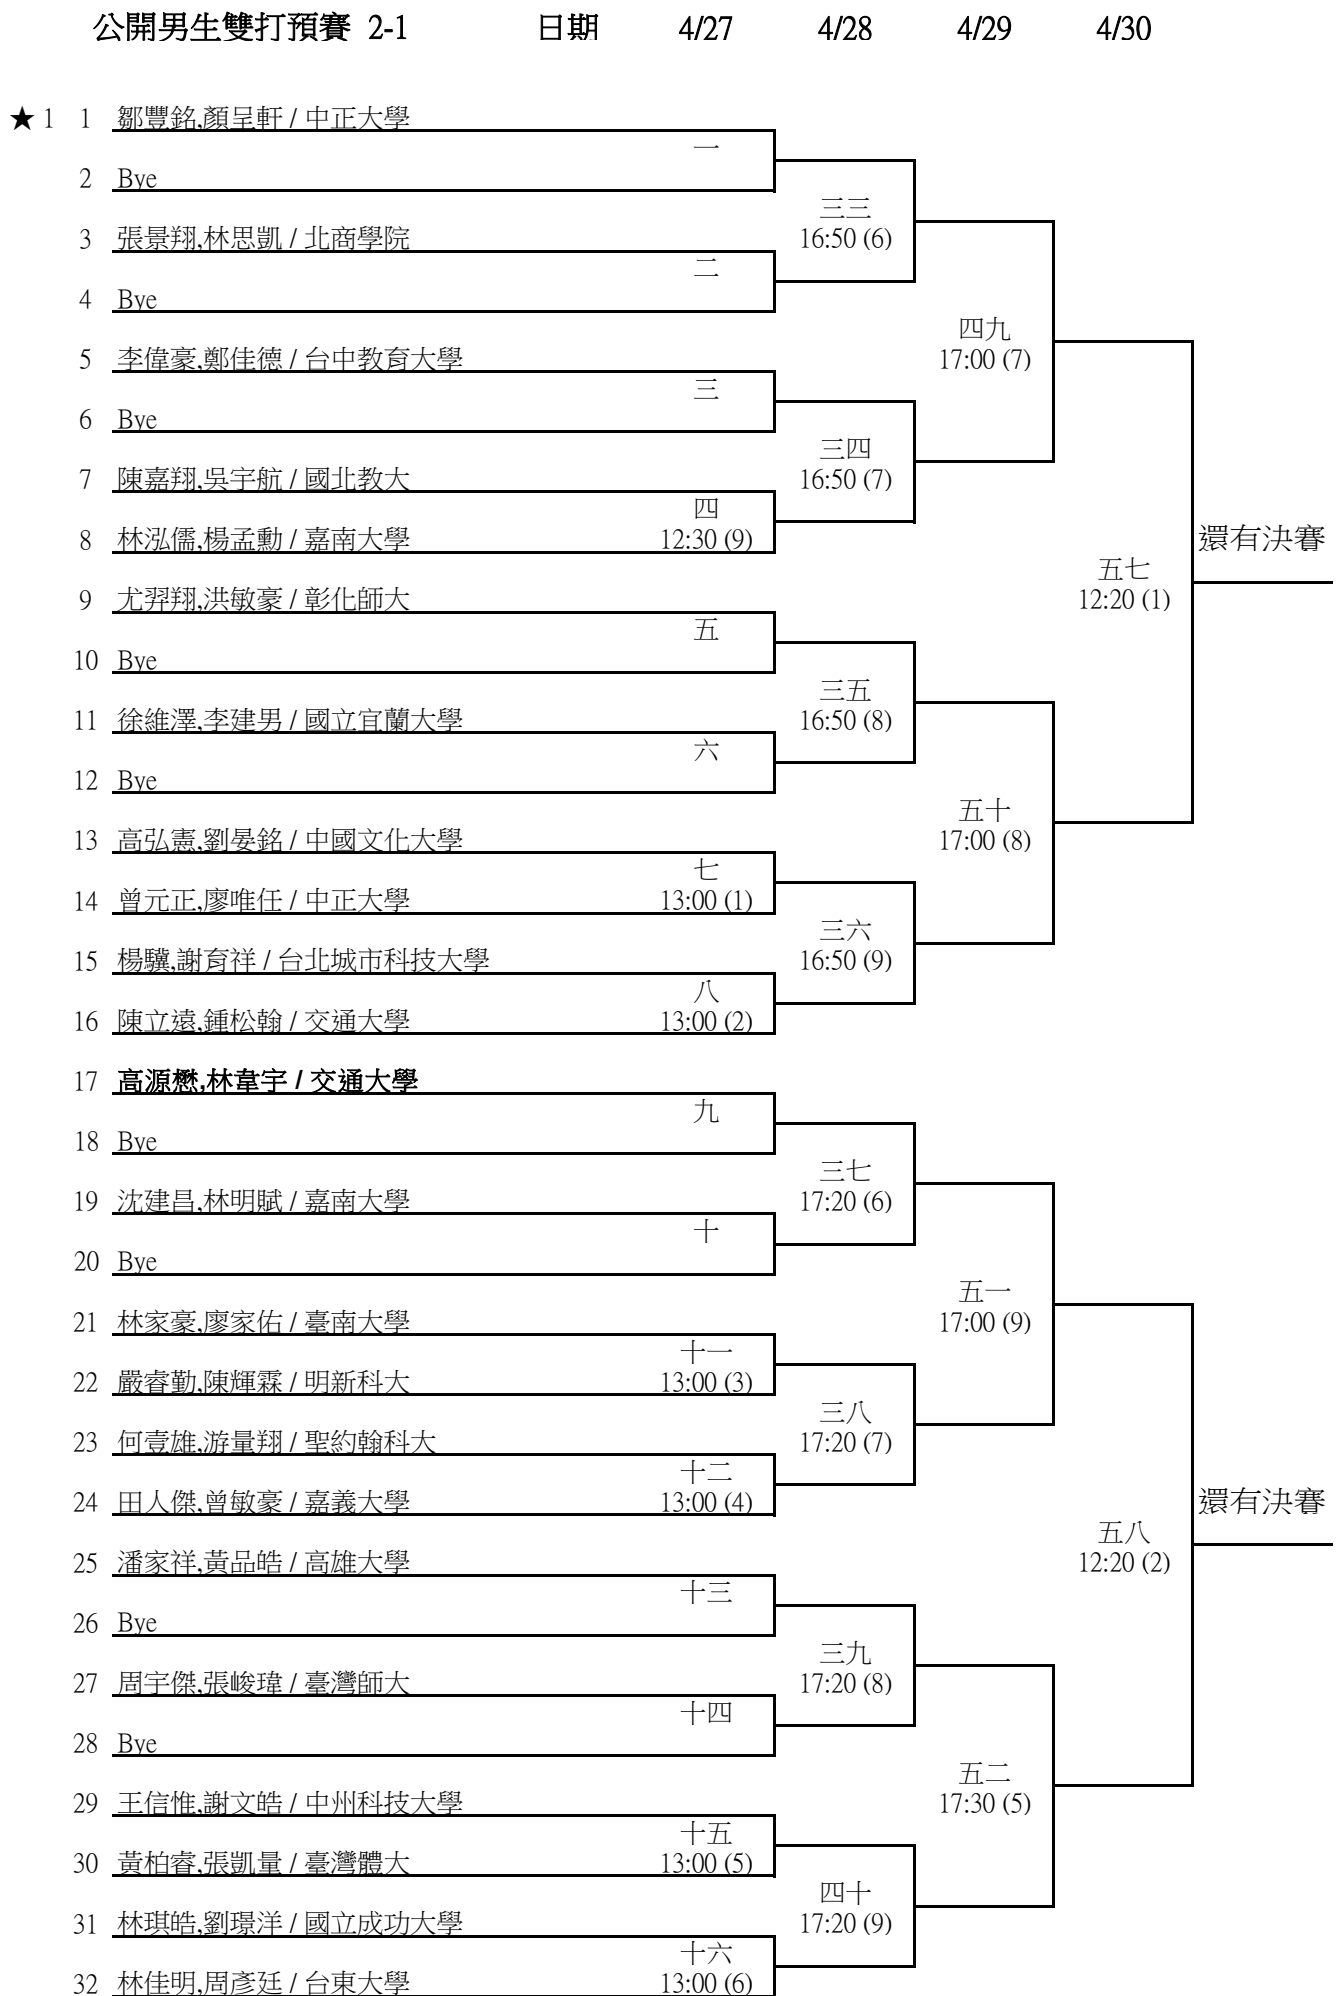 公開男生雙打預賽 2-1 日期 4/27 4/28 4/29 4/30
★ 1 1 鄒豐銘,顏呈軒 / 中正大學
一
2 Bye
三三
3 張景翔,林思凱 / 北商學院 16:50 (6)
二
4 Bye
四九
5 李偉豪,鄭佳德 / 台中教育大學 17:00 (7)
三
6 Bye
三四
7 陳嘉翔,吳宇航 / 國北教大 16:50 (7)
四
8 林泓儒,楊孟勳 / 嘉南大學 12:30 (9) 還有決賽
五七
9 尤羿翔,洪敏豪 / 彰化師大 12:20 (1)
五
10 Bye
三五
11 徐維澤,李建男 / 國立宜蘭大學 16:50 (8)
六
12 Bye
五十
13 高弘憲,劉晏銘 / 中國文化大學 17:00 (8)
七
14 曾元正,廖唯任 / 中正大學 13:00 (1)
三六
15 楊驥,謝育祥 / 台北城市科技大學 16:50 (9)
八
16 陳立遠,鍾松翰 / 交通大學 13:00 (2)
17 高源懋,林韋宇 / 交通大學
九
18 Bye
三七
19 沈建昌,林明賦 / 嘉南大學 17:20 (6)
十
20 Bye
五一
21 林家豪,廖家佑 / 臺南大學 17:00 (9)
十一
22 嚴睿勤,陳輝霖 / 明新科大 13:00 (3)
三八
23 何壹雄,游量翔 / 聖約翰科大 17:20 (7)
十二
24 田人傑,曾敏豪 / 嘉義大學 13:00 (4) 還有決賽
五八
25 潘家祥,黃品皓 / 高雄大學 12:20 (2)
十三
26 Bye
三九
27 周宇傑,張峻瑋 / 臺灣師大 17:20 (8)
十四
28 Bye
五二
29 王信惟,謝文皓 / 中州科技大學 17:30 (5)
十五
30 黃柏睿,張凱量 / 臺灣體大 13:00 (5)
四十
31 林琪皓,劉璟洋 / 國立成功大學 17:20 (9)
十六
32 林佳明,周彥廷 / 台東大學 13:00 (6)